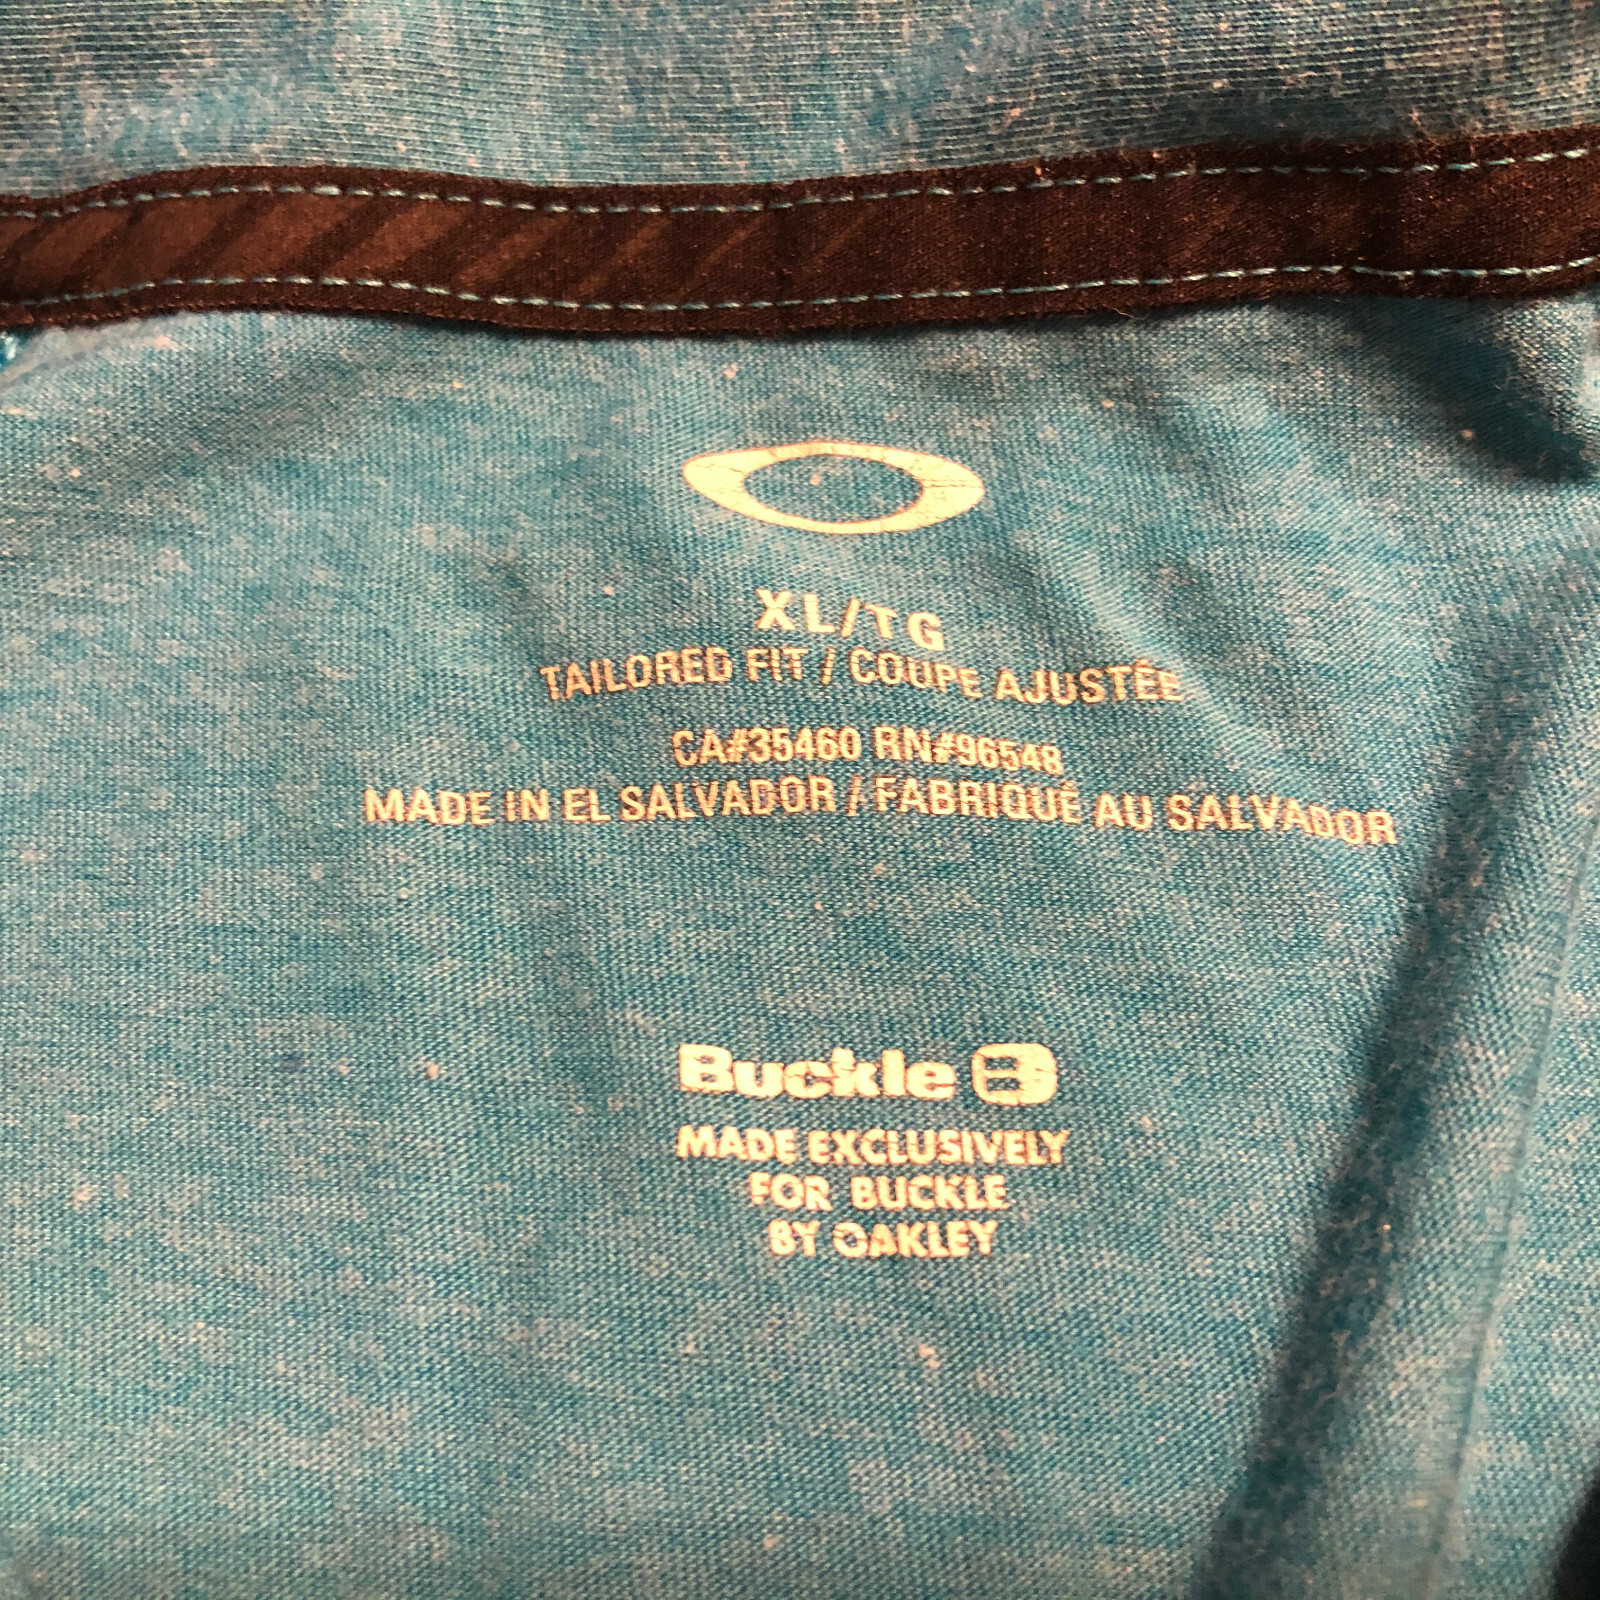 XL/TG
TAILORED FIT / COUPE AJUSTÉE
CA#35460 RN#96548
MADE IN EL SALVADOR / FABRIQUÉ AU SALVADOR
Buckle B
MADE EXCLUSIVELY
FOR BUCKLE
BY OAKLEY